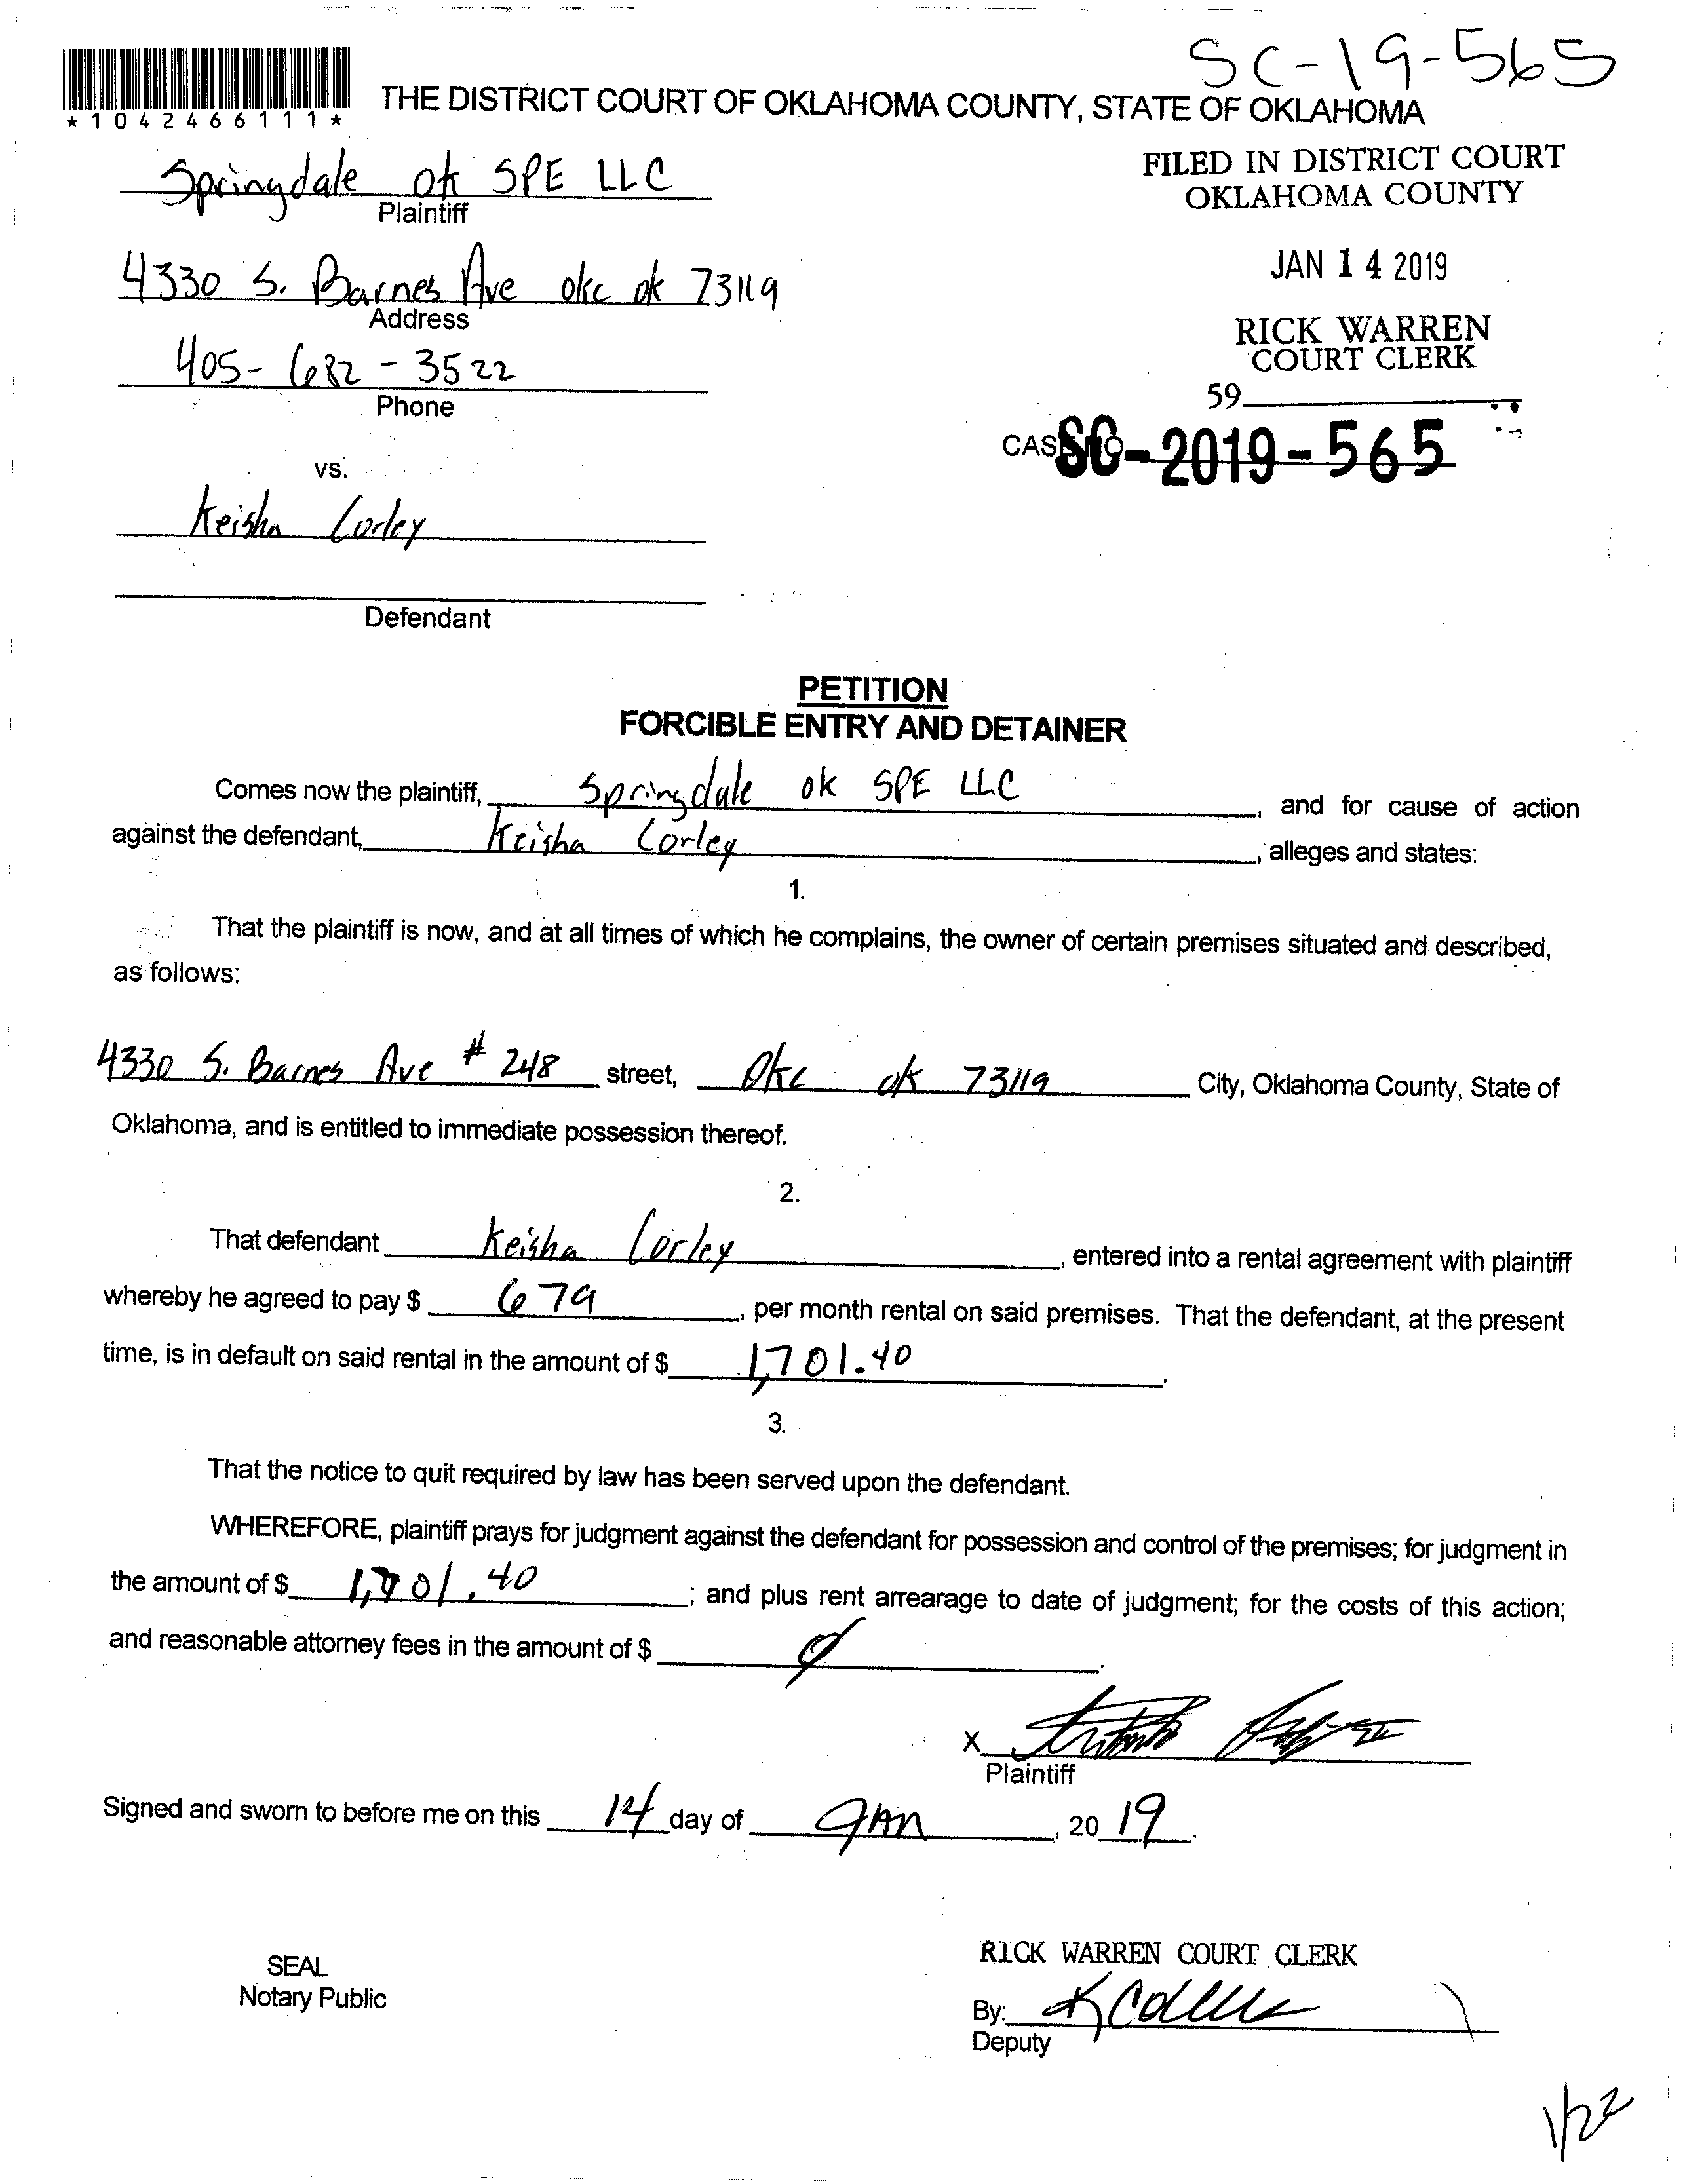 SC-19-565
*1042466111*
THE DISTRICT COURT OF OKLAHOMA COUNTY, STATE OF OKLAHOMA
Springdale ok SPE LLC
Plaintiff
FILED IN DISTRICT COURT
OKLAHOMA COUNTY
4330 S. Barnes Ave okc ok 73119
Address
JAN 14 2019
405-682-3522
Phone
RICK WARREN
COURT CLERK
59
CASE NO
SC-2019-565
vs.
Keisha Corley
Defendant
PETITION
FORCIBLE ENTRY AND DETAINER
Comes now the plaintiff, Springdale ok SPE LLC, and for cause of action
against the defendant, Keisha Corley, alleges and states:
1.
That the plaintiff is now, and at all times of which he complains, the owner of certain premises situated and described,
as follows:
4330 S. Barnes Ave # 248 street, Okc ok 73119 City, Oklahoma County, State of
Oklahoma, and is entitled to immediate possession thereof.
2.
That defendant Keisha Corley, entered into a rental agreement with plaintiff
whereby he agreed to pay $ 679, per month rental on said premises. That the defendant, at the present
time, is in default on said rental in the amount of $ 1,701.40.
3.
That the notice to quit required by law has been served upon the defendant.
WHEREFORE, plaintiff prays for judgment against the defendant for possession and control of the premises; for judgment in
the amount of $ 1,701.40; and plus rent arrearage to date of judgment; for the costs of this action;
and reasonable attorney fees in the amount of $ 0.
X
Plaintiff
Signed and sworn to before me on this 14 day of JAN, 20 19.
SEAL
Notary Public
RICK WARREN COURT CLERK
By:
Deputy
1/22